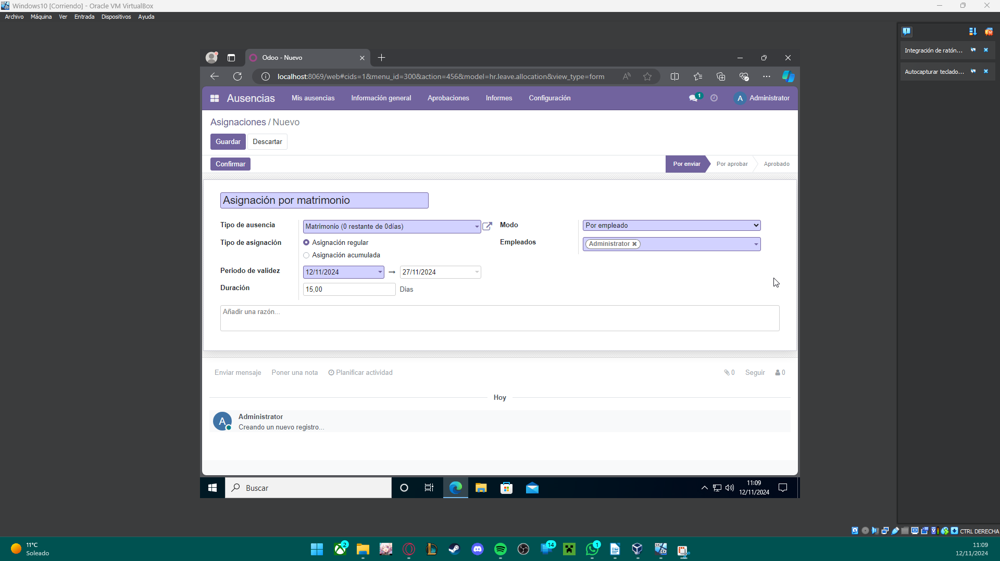 Windows10 [Corriendo] - Oracle VM VirtualBox
Archivo Máquina Ver Entrada Dispositivos Ayuda
Integración de ratón...
Autocapturar teclado...
Odoo - Nuevo
localhost:8069/web#cids=1&menu_id=300&action=456&model=hr.leave.allocation&view_type=form
Ausencias Mis ausencias Información general Aprobaciones Informes Configuración 1 A Administrator
Asignaciones / Nuevo
Guardar Descartar
Confirmar Por enviar Por aprobar Aprobado
Asignación por matrimonio
Tipo de ausencia Matrimonio (0 restante de 0días) Modo Por empleado
Tipo de asignación Asignación regular Empleados Administrator
Asignación acumulada
Periodo de validez 12/11/2024 → 27/11/2024
Duración 15,00 Dias
Añadir una razón...
Enviar mensaje Poner una nota Planificar actividad 0 Seguir 0
Hoy
A Administrator
Creando un nuevo registro...
Buscar 11:09
12/11/2024
CTRL DERECHA
11°C
Soleado
2 14 1
11:09
12/11/2024